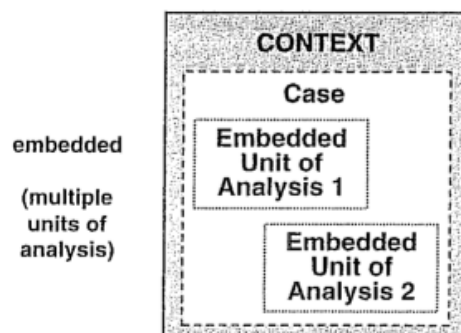 CONTEXT
Case
embedded
(multiple
units of
analysis)
Embedded
Unit of
Analysis 1
Embedded
Unit of
Analysis 2